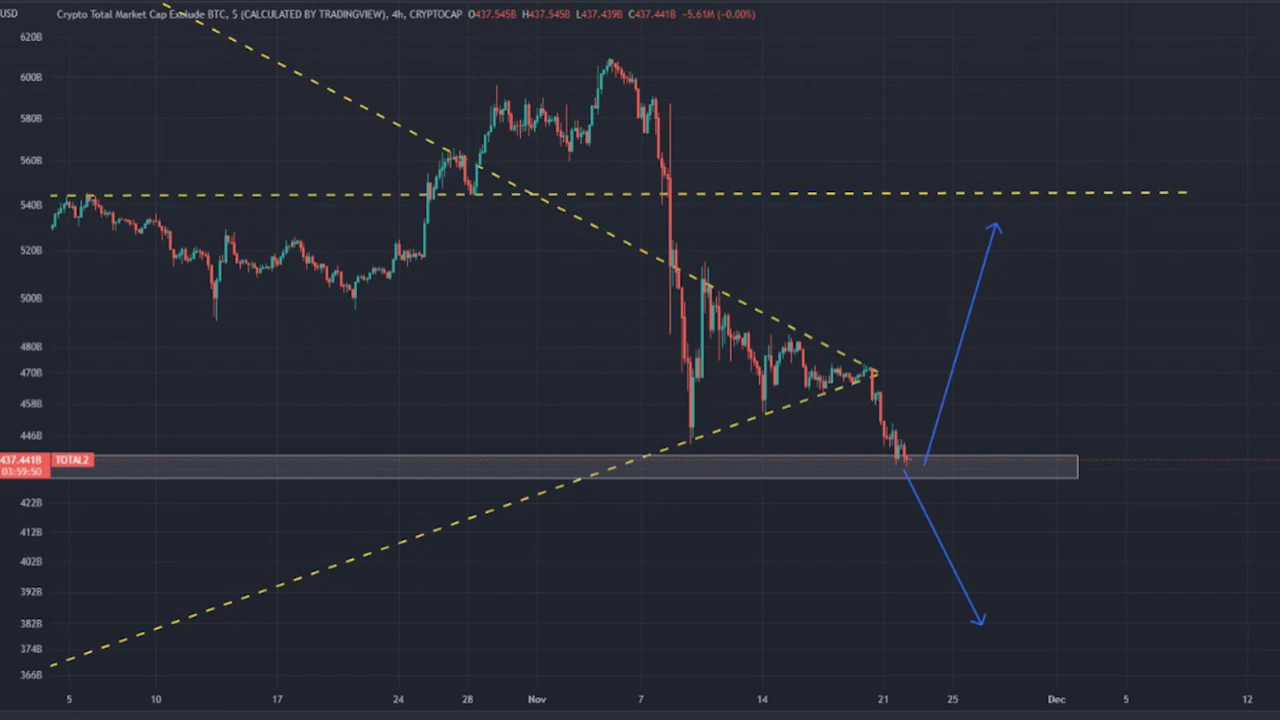 USD
Crypto Total Market Cap Exclude BTC, $ (CALCULATED BY TRADINGVIEW), 4h, CRYPTOCAP O437.545B H437.545B L437.439B C437.441B −5.61M (−0.00%)
620B
600B
580B
560B
540B
520B
500B
480B
470B
458B
446B
437.441B TOTAL2
03:59:50
422B
412B
402B
392B
382B
374B
366B
5 10 17 24 28 Nov 7 14 21 25 Dec 5 12